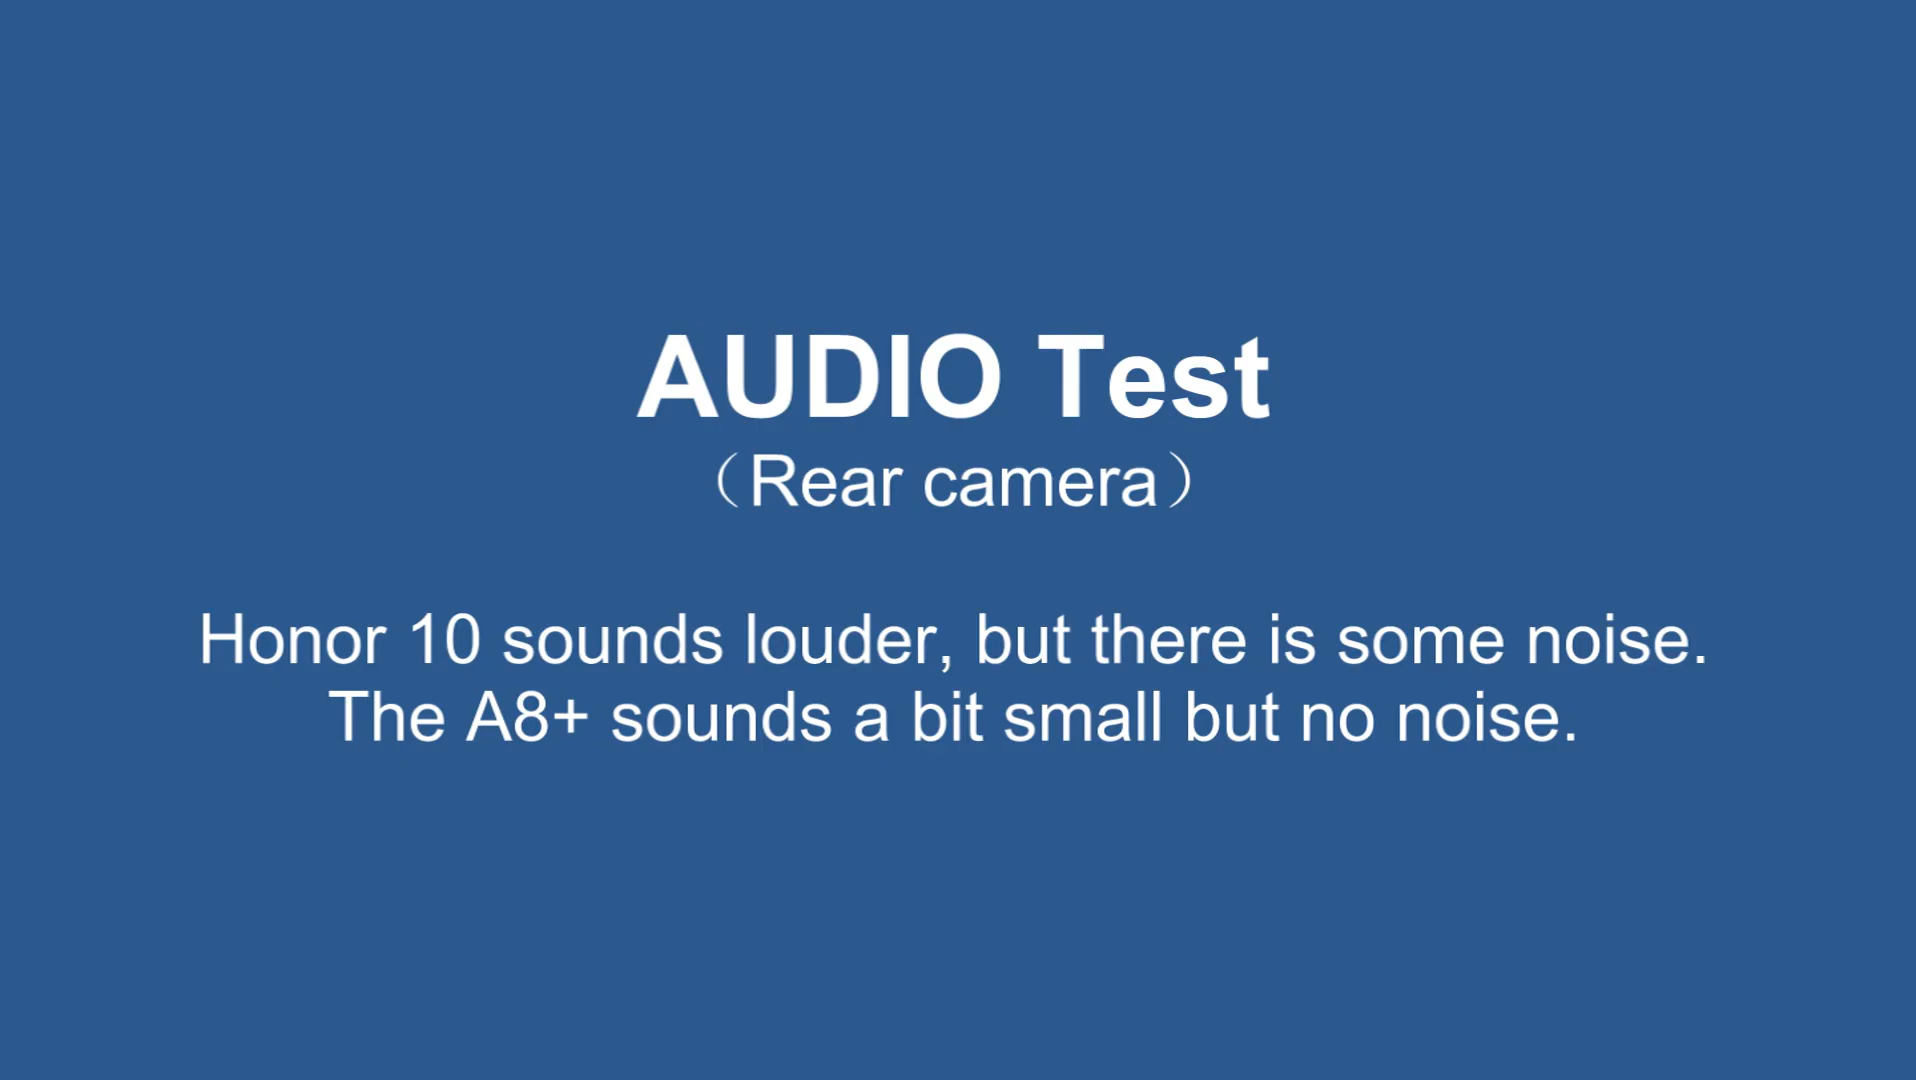 AUDIO Test
（Rear camera）
Honor 10 sounds louder, but there is some noise.
The A8+ sounds a bit small but no noise.